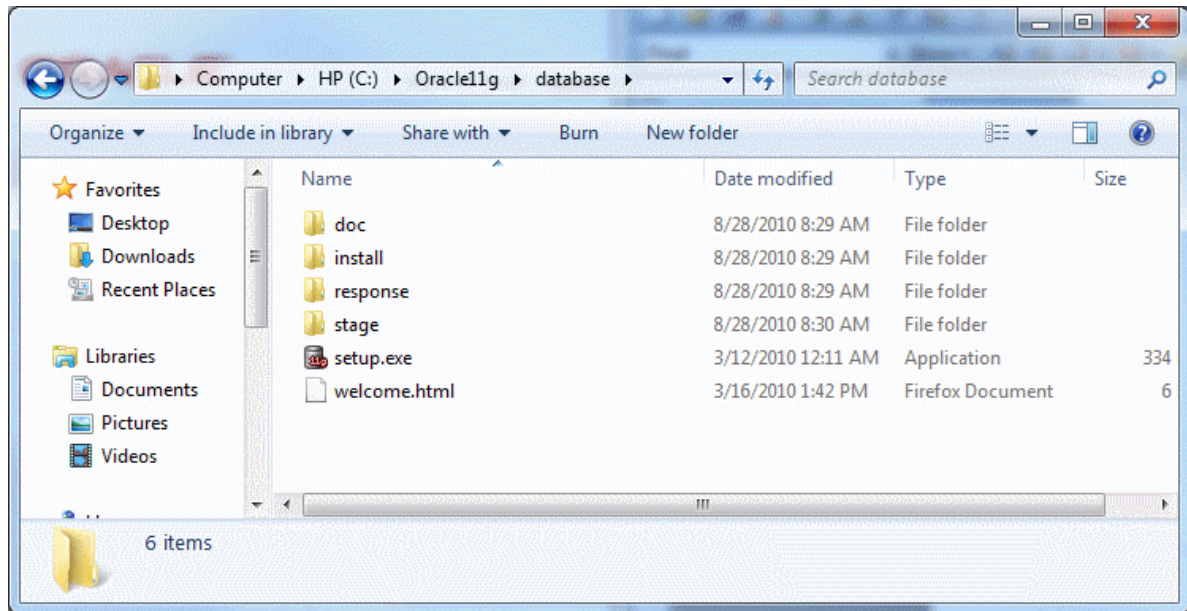 Computer ▸ HP (C:) ▸ Oracle11g ▸ database ▸ Search database
Organize Include in library Share with Burn New folder
Name Date modified Type Size
Favorites
Desktop
Downloads
Recent Places
Libraries
Documents
Pictures
Videos
doc 8/28/2010 8:29 AM File folder
install 8/28/2010 8:29 AM File folder
response 8/28/2010 8:29 AM File folder
stage 8/28/2010 8:30 AM File folder
setup.exe 3/12/2010 12:11 AM Application 334
welcome.html 3/16/2010 1:42 PM Firefox Document 6
6 items